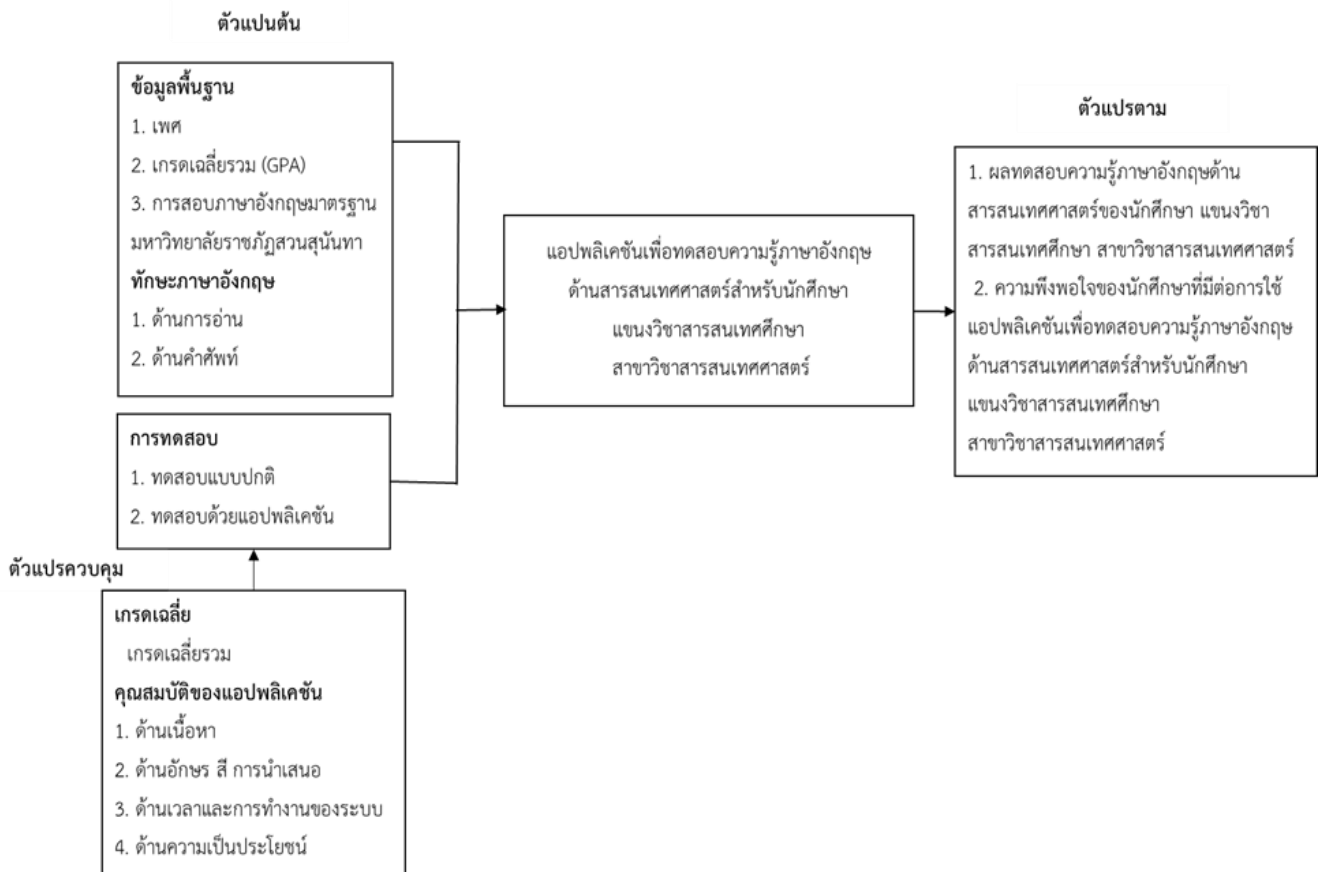 ตัวแปนต้น
ข้อมูลพื้นฐาน
1. เพศ
2. เกรดเฉลี่ยรวม (GPA)
3. การสอบภาษาอังกฤษมาตรฐาน
มหาวิทยาลัยราชภัฏสวนสุนันทา
ทักษะภาษาอังกฤษ
1. ด้านการอ่าน
2. ด้านคำศัพท์
การทดสอบ
1. ทดสอบแบบปกติ
2. ทดสอบด้วยแอปพลิเคชัน
ตัวแปรควบคุม
เกรดเฉลี่ย
เกรดเฉลี่ยรวม
คุณสมบัติของแอปพลิเคชัน
1. ด้านเนื้อหา
2. ด้านอักษร สี การนำเสนอ
3. ด้านเวลาและการทำงานของระบบ
4. ด้านความเป็นประโยชน์
แอปพลิเคชันเพื่อทดสอบความรู้ภาษาอังกฤษ
ด้านสารสนเทศศาสตร์สำหรับนักศึกษา
แขนงวิชาสารสนเทศศึกษา
สาขาวิชาสารสนเทศศาสตร์
ตัวแปรตาม
1. ผลทดสอบความรู้ภาษาอังกฤษด้าน
สารสนเทศศาสตร์ของนักศึกษา แขนงวิชา
สารสนเทศศึกษา สาขาวิชาสารสนเทศศาสตร์
2. ความพึงพอใจของนักศึกษาที่มีต่อการใช้
แอปพลิเคชันเพื่อทดสอบความรู้ภาษาอังกฤษ
ด้านสารสนเทศศาสตร์สำหรับนักศึกษา
แขนงวิชาสารสนเทศศึกษา
สาขาวิชาสารสนเทศศาสตร์